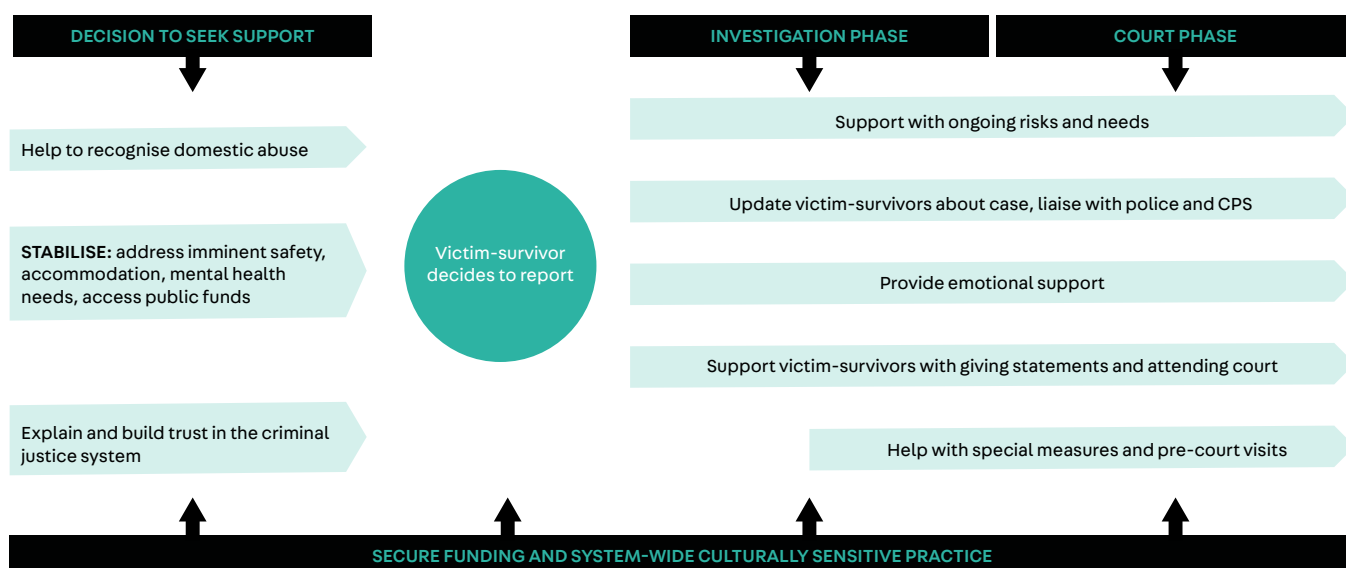 DECISION TO SEEK SUPPORT
Help to recognise domestic abuse
STABILISE: address imminent safety,
accommodation, mental health
needs, access public funds
Explain and build trust in the criminal
justice system
Victim-survivor
decides to report
INVESTIGATION PHASE
COURT PHASE
Support with ongoing risks and needs
Update victim-survivors about case, liaise with police and CPS
Provide emotional support
Support victim-survivors with giving statements and attending court
Help with special measures and pre-court visits
SECURE FUNDING AND SYSTEM-WIDE CULTURALLY SENSITIVE PRACTICE